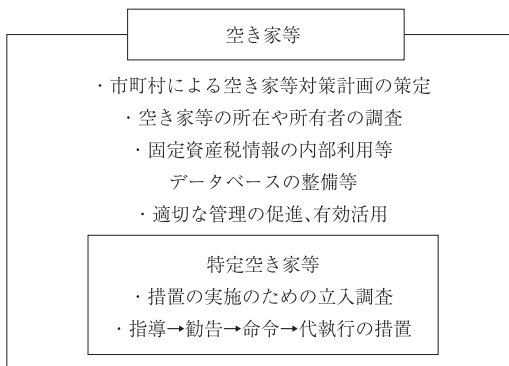 空き家等
・市町村による空き家等対策計画の策定
・空き家等の所在や所有者の調査
・固定資産税情報の内部利用等
データベースの整備等
・適切な管理の促進、有効活用
特定空き家等
・措置の実施のための立入調査
・指導→勧告→命令→代執行の措置